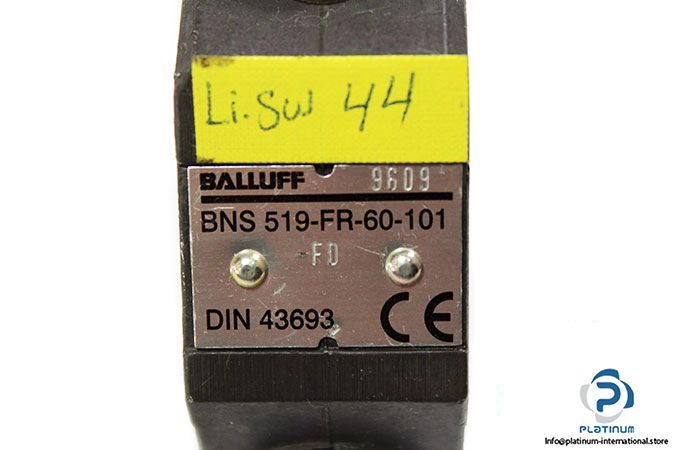 Li.Sw 44
BALLUFF 9609
BNS 519-FR-60-101
FD
DIN 43693 CE
PLATINUM
Info@platinum-international.store